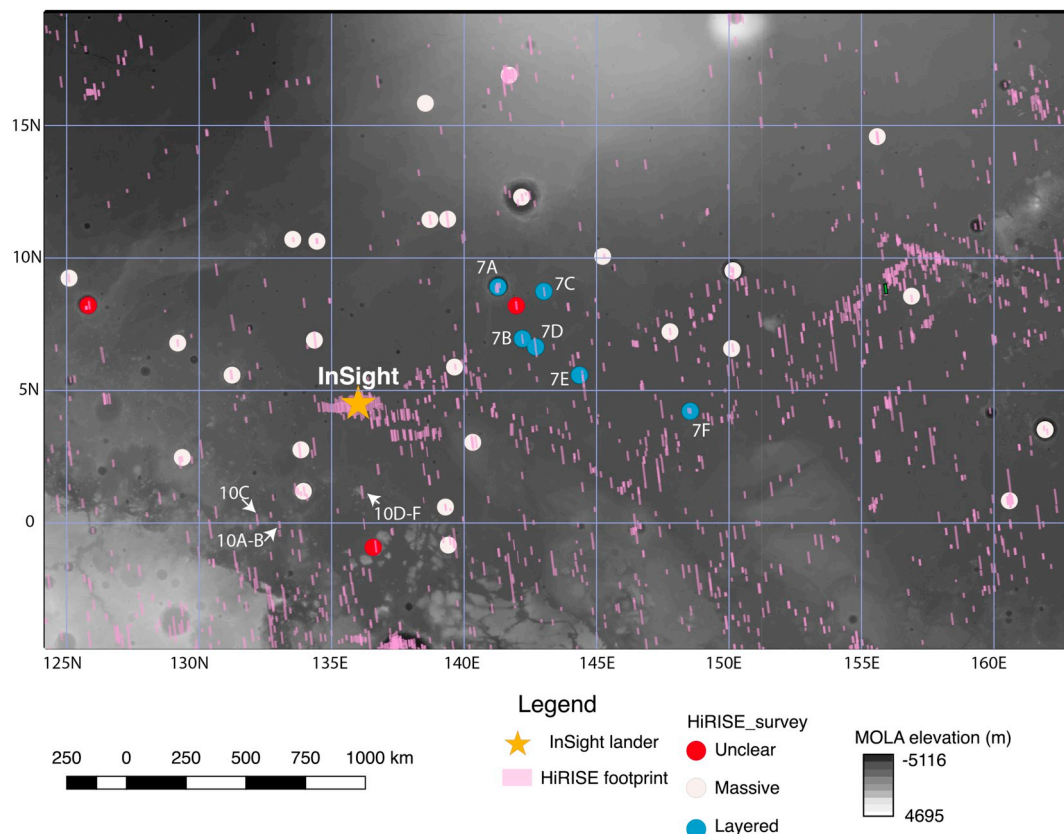 15N
10N
7A
7C
7B
7D
7E
InSight
5N
7F
10C
10D-F
10A-B
0
125N
130N
135E
140E
145E
150E
155E
160E
Legend
InSight lander
HiRISE footprint
HiRISE_survey
Unclear
Massive
Layered
250 0 250 500 750 1000 km
MOLA elevation (m)
-5116
4695